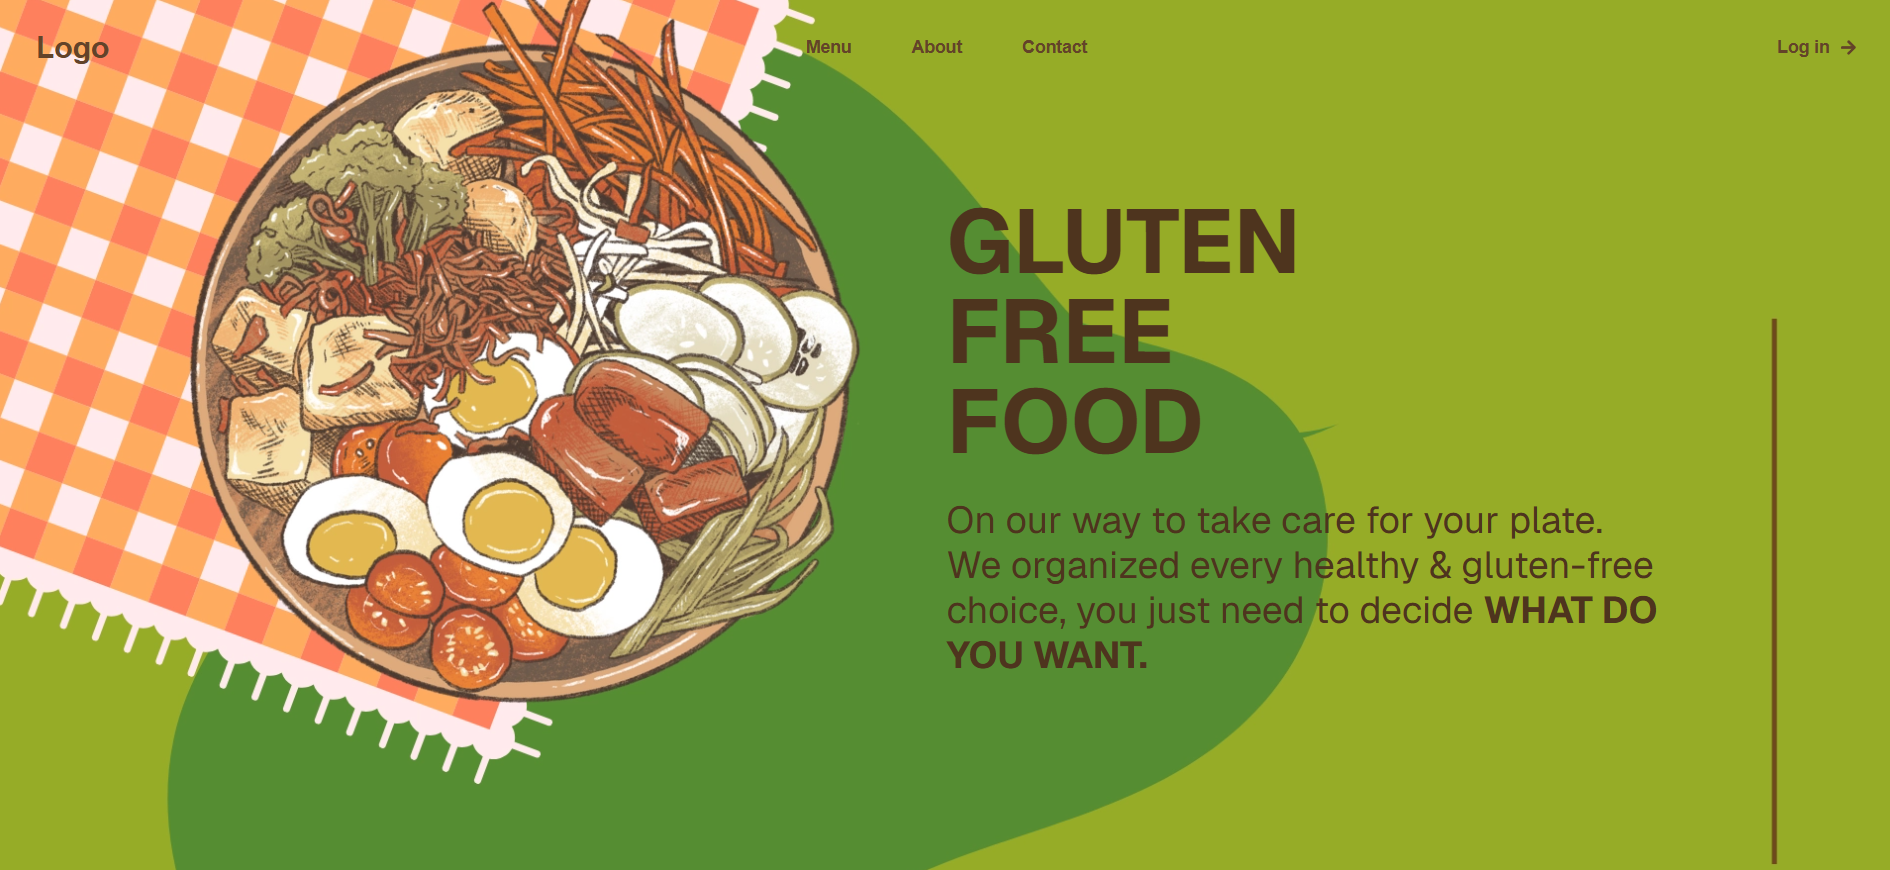 Logo
Menu
About
Contact
Log in →
GLUTEN
FREE
FOOD
On our way to take care for your plate.
We organized every healthy & gluten-free
choice, you just need to decide WHAT DO
YOU WANT.